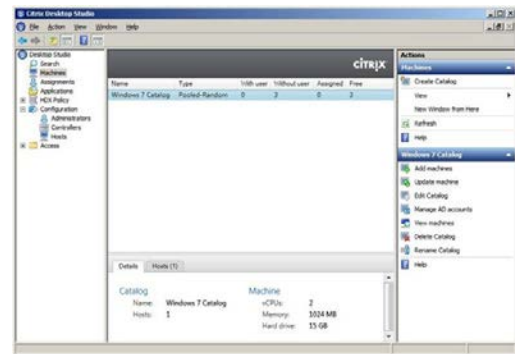 Citrix Desktop Studio
File Action View Window Help
Desktop Studio
Search
Machines
Assignments
Applications
HDX Policy
Configuration
Administrators
Controllers
Hosts
Access
CITRIX
Name Type With user Without user Assigned Free
Windows 7 Catalog Pooled-Random 0 3 0 3
Details Hosts (1)
Catalog
Name: Windows 7 Catalog
Hosts: 1
Machine
vCPUs: 2
Memory: 1024 MB
Hard drive: 15 GB
Actions
Machines
Create Catalog
View
New Window from Here
Refresh
Help
Windows 7 Catalog
Add machines
Update machine
Edit Catalog
Manage AD accounts
View machines
Delete Catalog
Rename Catalog
Help